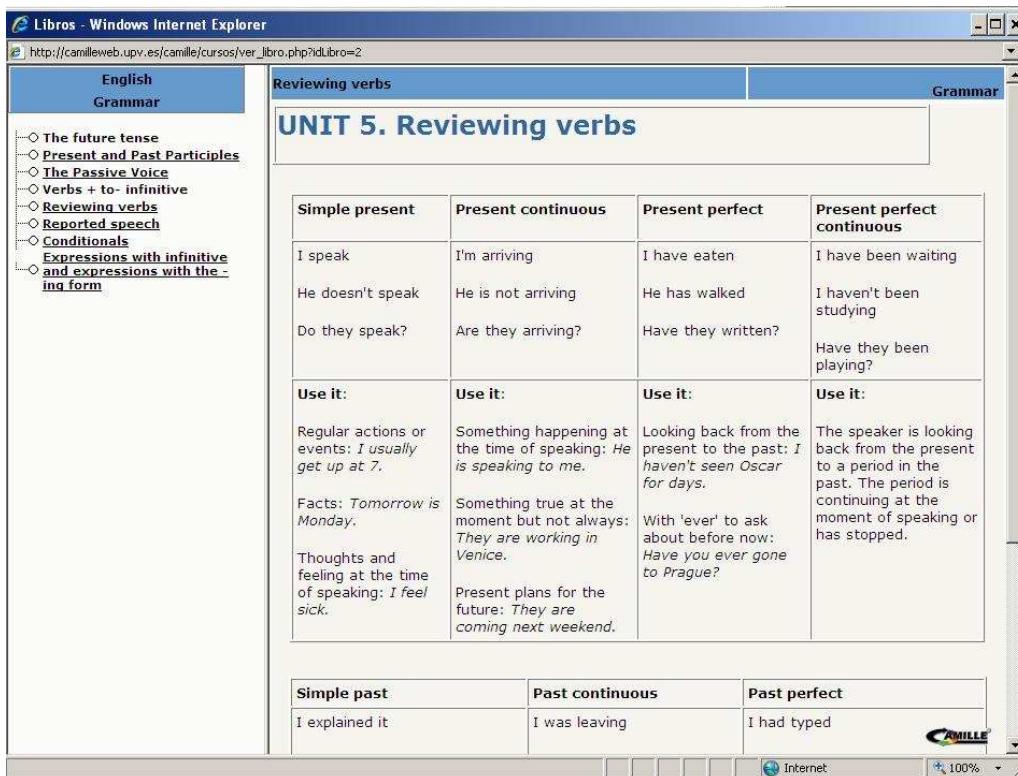 Libros - Windows Internet Explorer
http://camilleweb.upv.es/camille/cursos/ver_libro.php?idLibro=2
English
Grammar
The future tense
Present and Past Participles
The Passive Voice
Verbs + to- infinitive
Reviewing verbs
Reported speech
Conditionals
Expressions with infinitive
and expressions with the -
ing form
Reviewing verbs
Grammar
UNIT 5. Reviewing verbs
Simple present
Present continuous
Present perfect
Present perfect
continuous
I speak
He doesn't speak
Do they speak?
I'm arriving
He is not arriving
Are they arriving?
I have eaten
He has walked
Have they written?
I have been waiting
I haven't been
studying
Have they been
playing?
Use it:
Regular actions or
events: I usually
get up at 7.
Facts: Tomorrow is
Monday.
Thoughts and
feeling at the time
of speaking: I feel
sick.
Use it:
Something happening at
the time of speaking: He
is speaking to me.
Something true at the
moment but not always:
They are working in
Venice.
Present plans for the
future: They are
coming next weekend.
Use it:
Looking back from the
present to the past: I
haven't seen Oscar
for days.
With 'ever' to ask
about before now:
Have you ever gone
to Prague?
Use it:
The speaker is looking
back from the present
to a period in the
past. The period is
continuing at the
moment of speaking or
has stopped.
Simple past
Past continuous
Past perfect
I explained it
I was leaving
I had typed
CAMILLE
Internet
100%